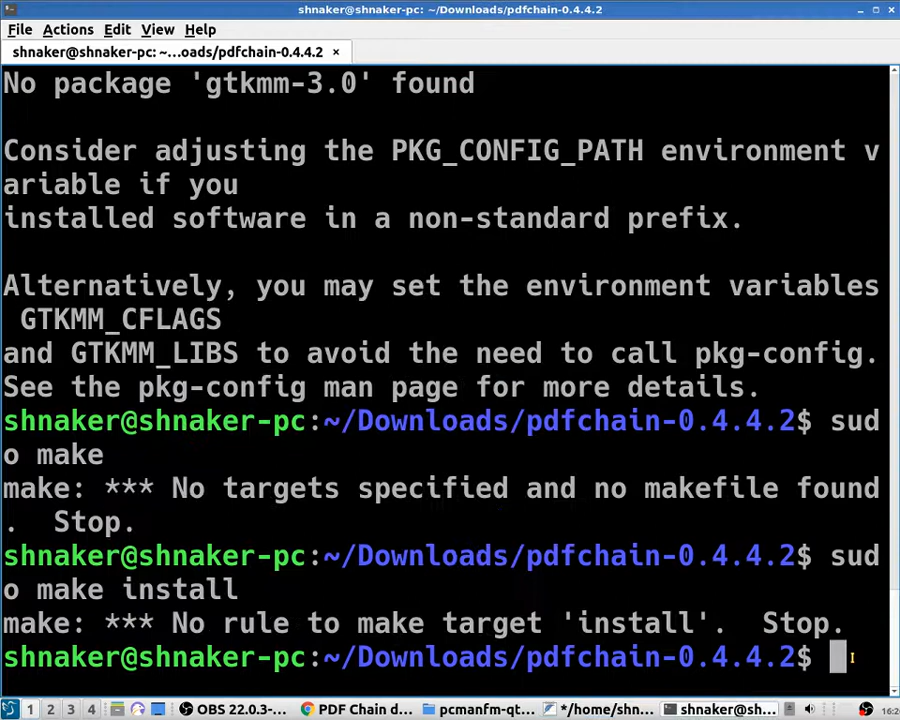 shnaker@shnaker-pc: ~/Downloads/pdfchain-0.4.4.2
File Actions Edit View Help
shnaker@shnaker-pc: ~…oads/pdfchain-0.4.4.2 ×
No package 'gtkmm-3.0' found
Consider adjusting the PKG_CONFIG_PATH environment v
ariable if you
installed software in a non-standard prefix.
Alternatively, you may set the environment variables
GTKMM_CFLAGS
and GTKMM_LIBS to avoid the need to call pkg-config.
See the pkg-config man page for more details.
shnaker@shnaker-pc:~/Downloads/pdfchain-0.4.4.2$ sud
o make
make: *** No targets specified and no makefile found
.  Stop.
shnaker@shnaker-pc:~/Downloads/pdfchain-0.4.4.2$ sud
o make install
make: *** No rule to make target 'install'.  Stop.
shnaker@shnaker-pc:~/Downloads/pdfchain-0.4.4.2$
1 2 3 4 OBS 22.0.3-... PDF Chain d... pcmanfm-qt... */home/shn... shnaker@sh... 16:2